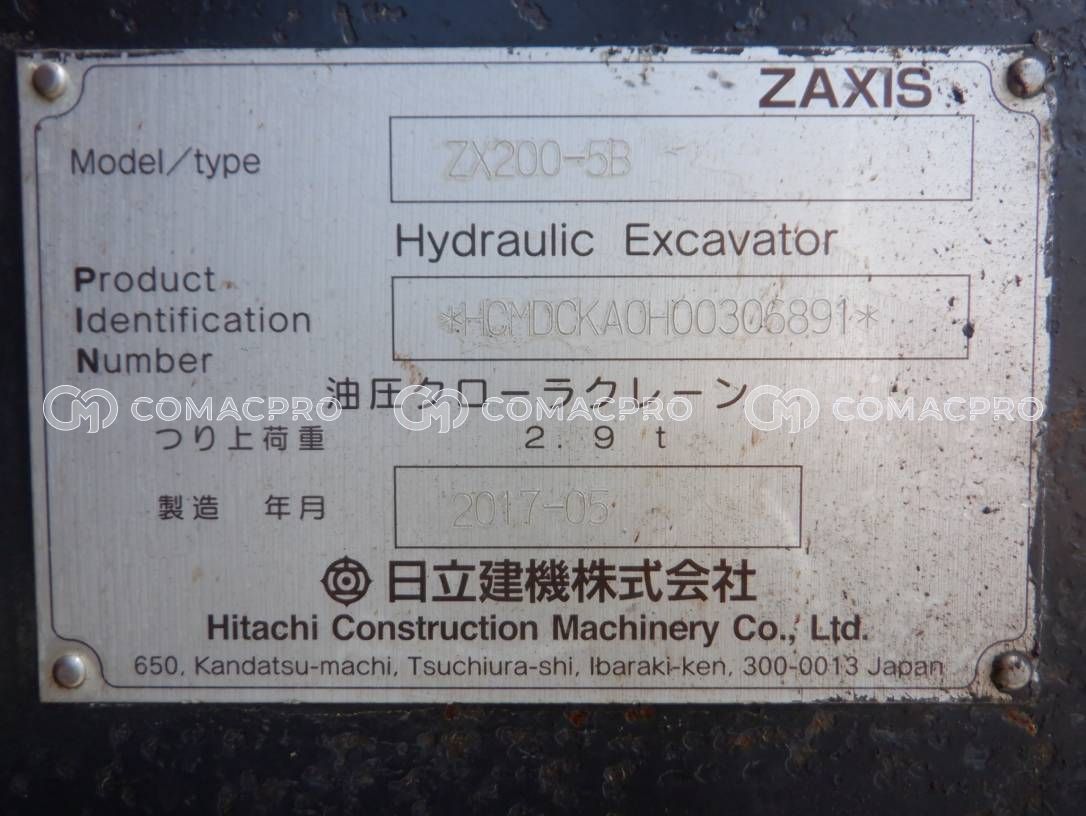 ZAXIS
Model/type ZX200-5B
Hydraulic Excavator
Product
Identification
Number
*HCMDCKA0H00306891*
油圧クローラクレーン
COMACPRO COMACPRO COMACPRO
つり上荷重 2.9 t
製造 年月 2017-05
日立建機株式会社
Hitachi Construction Machinery Co., Ltd.
650, Kandatsu-machi, Tsuchiura-shi, Ibaraki-ken, 300-0013 Japan